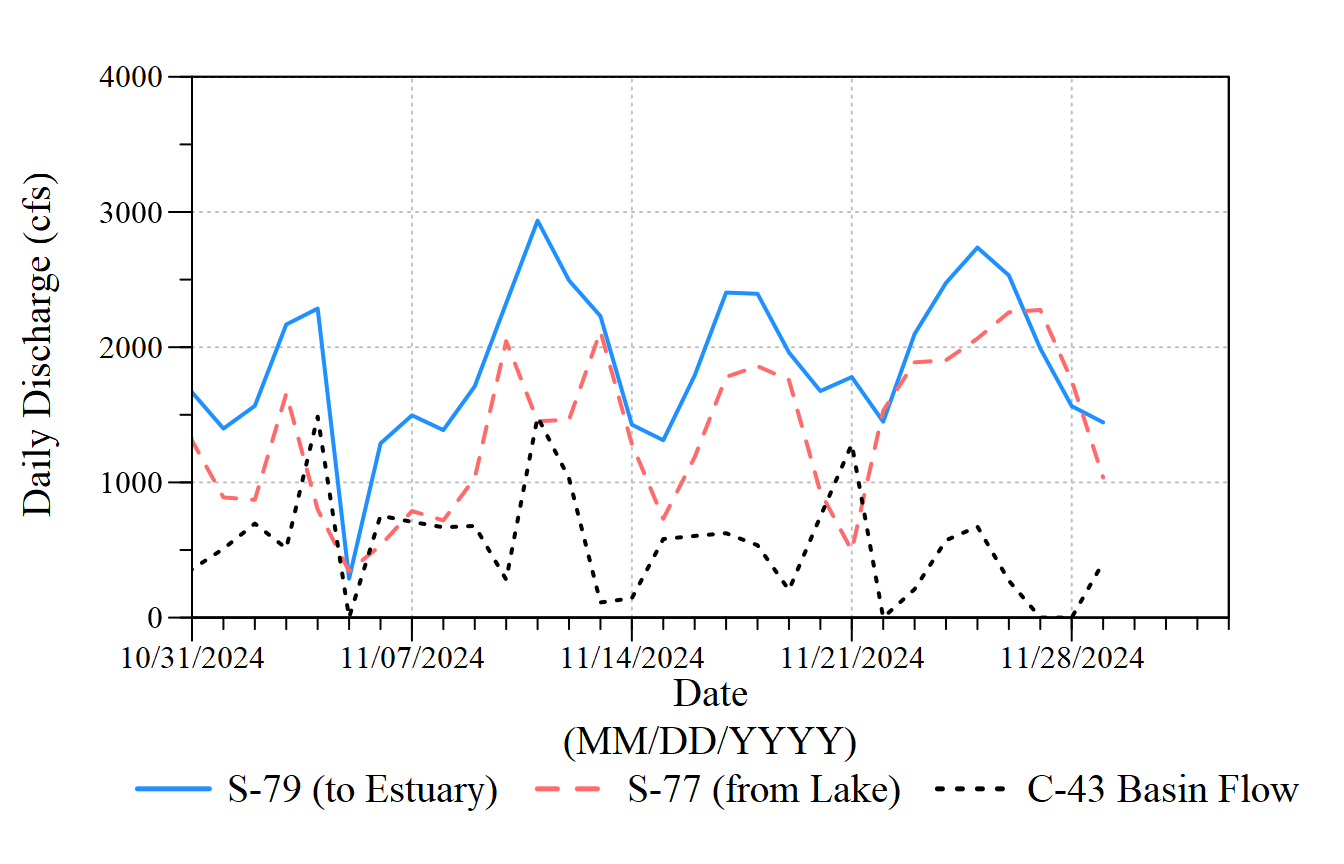 4000
3000
2000
1000
0
Daily Discharge (cfs)
10/31/2024 11/07/2024 11/14/2024 11/21/2024 11/28/2024
Date
(MM/DD/YYYY)
S-79 (to Estuary) S-77 (from Lake) C-43 Basin Flow